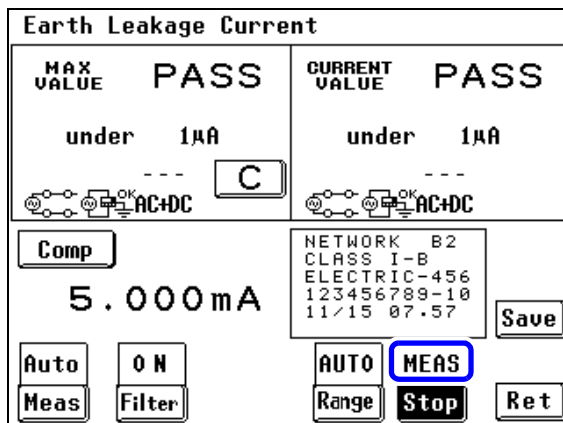 Earth Leakage Current
MAX VALUE PASS
under 1μA
---
C
OK
AC+DC
CURRENT VALUE PASS
under 1μA
---
OK
AC+DC
Comp
5.000mA
NETWORK B2
CLASS I-B
ELECTRIC-456
123456789-10
11/15 07.57
Save
Auto
Meas
ON
Filter
AUTO
Range
MEAS
Stop
Ret